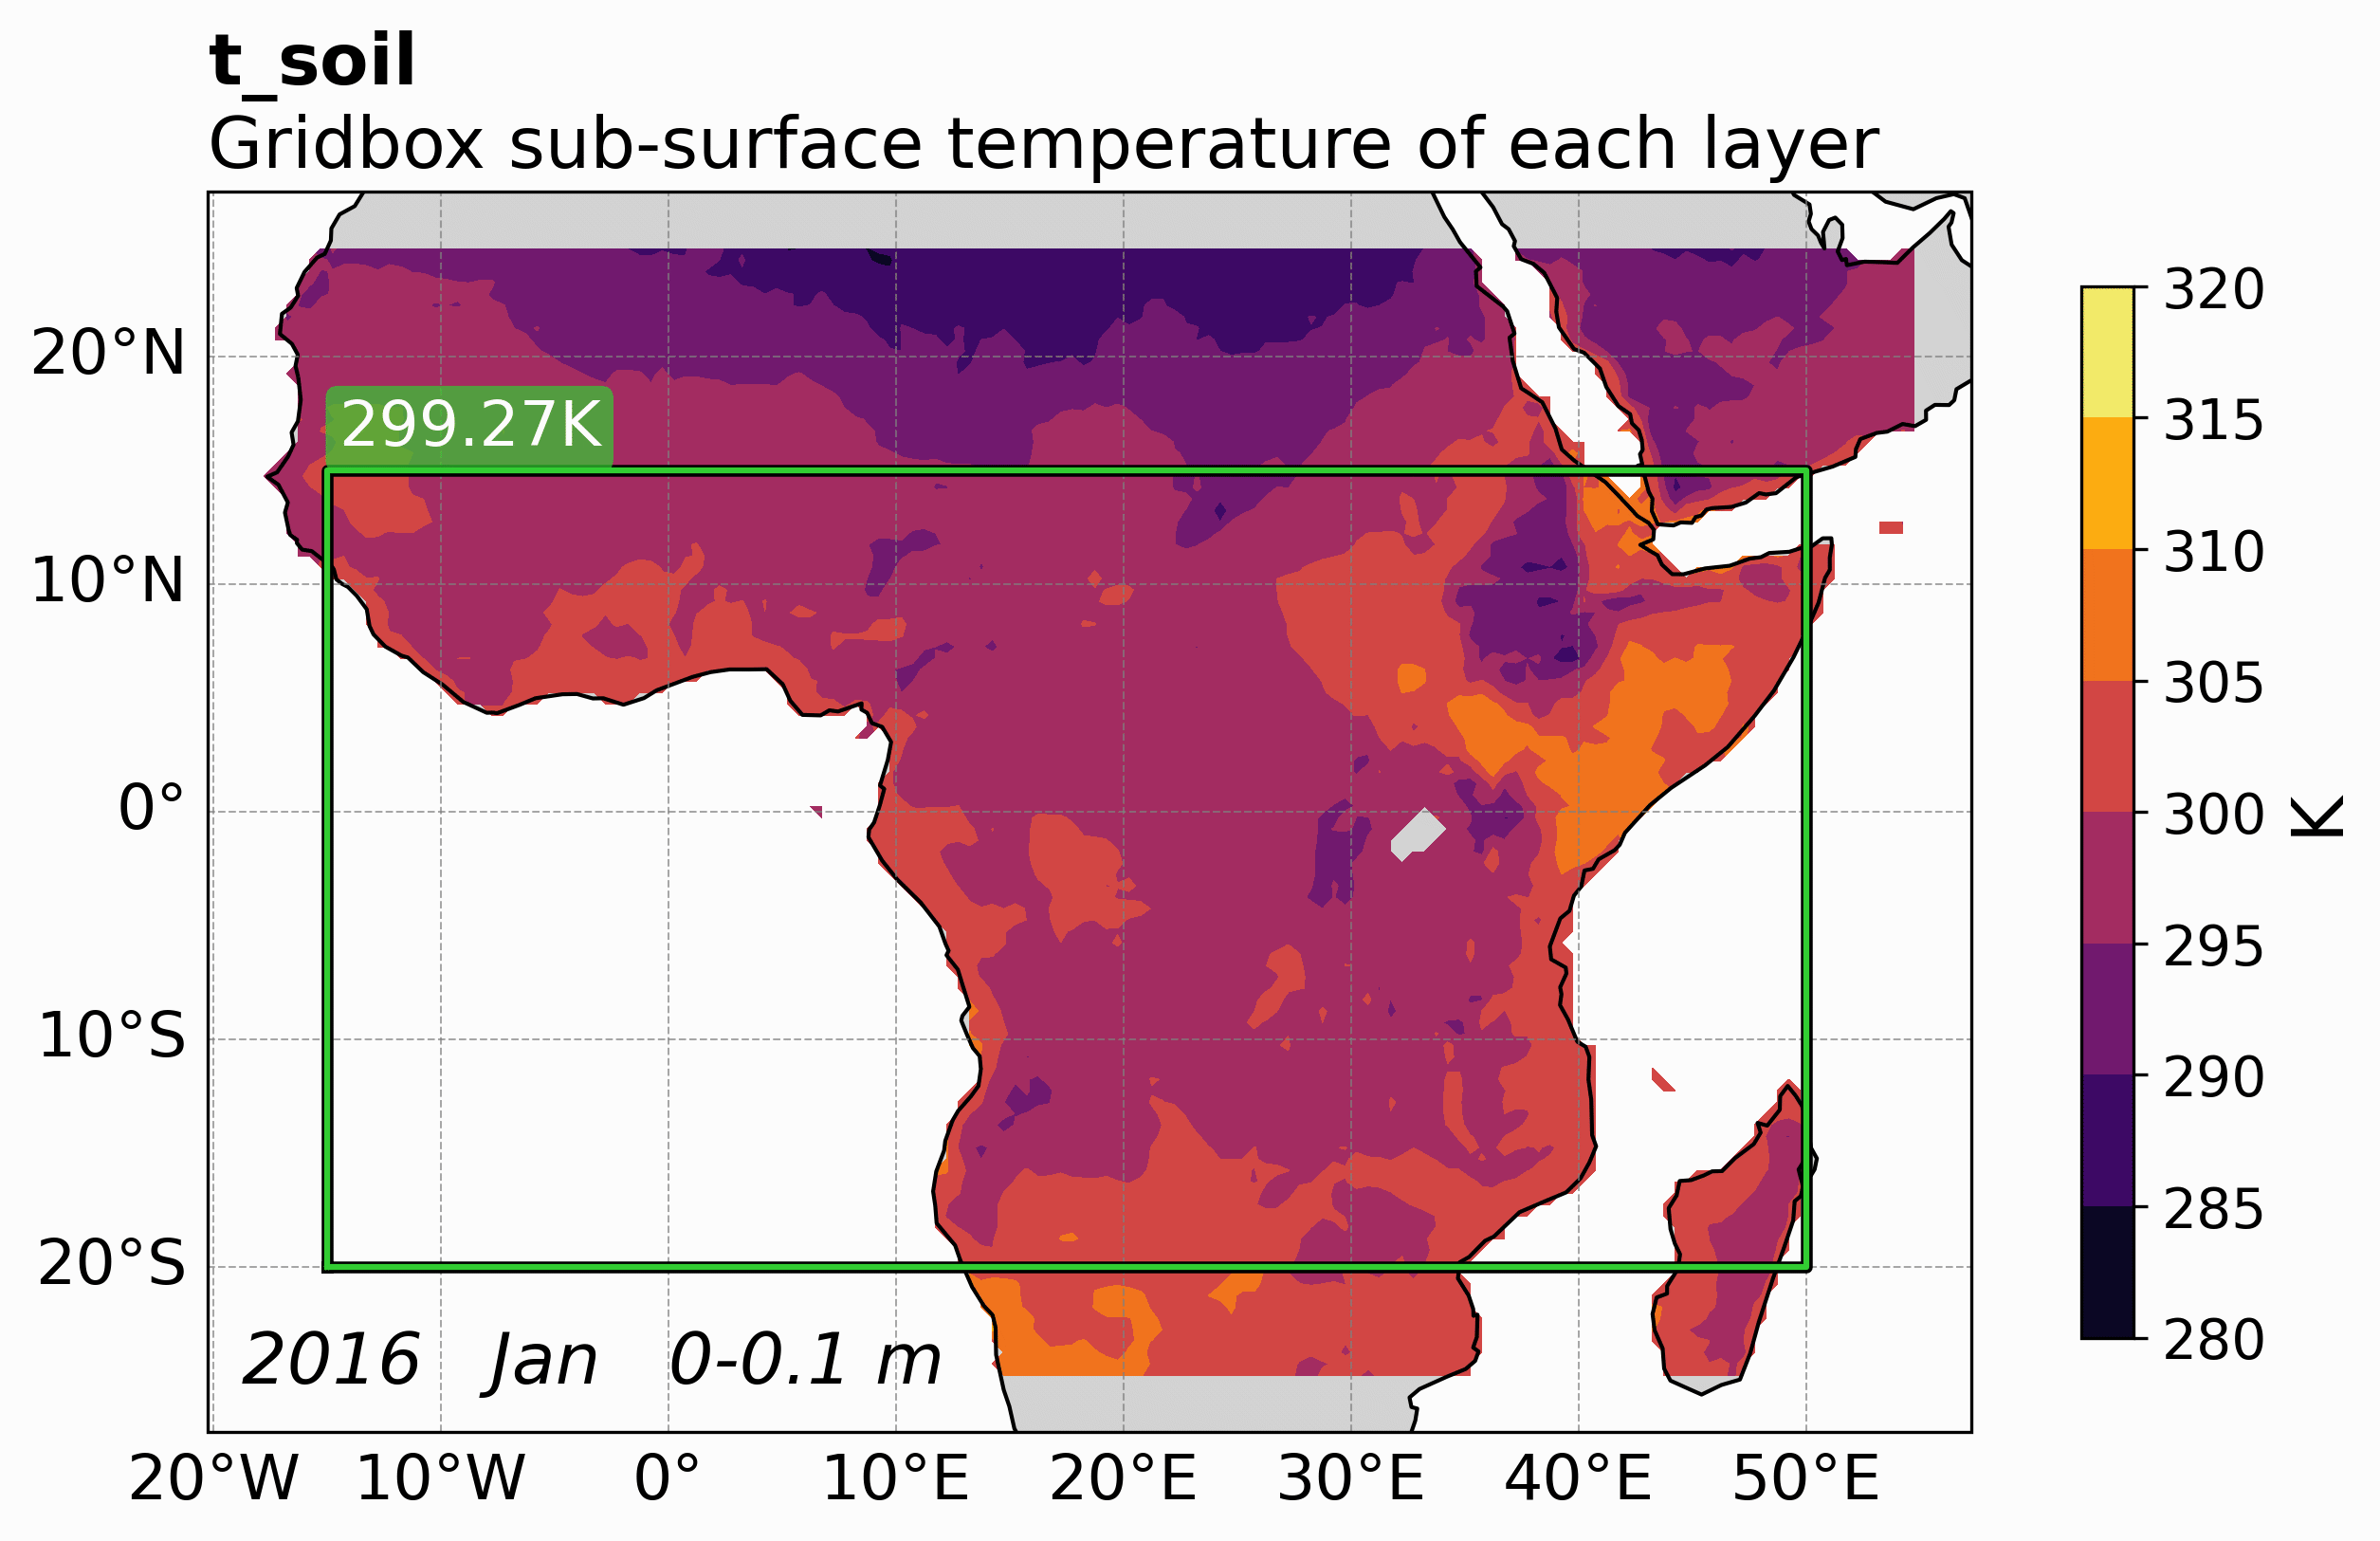 t_soil
Gridbox sub-surface temperature of each layer
20°N
10°N
0°
10°S
20°S
299.27K
2016 Jan 0-0.1 m
20°W 10°W 0° 10°E 20°E 30°E 40°E 50°E
320
315
310
305
300
295
290
285
280
K